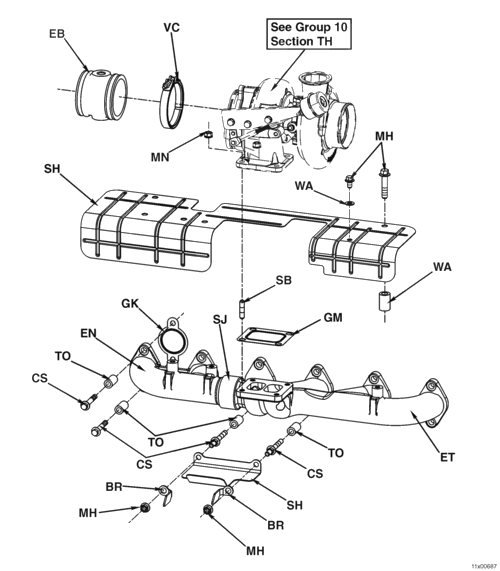 VC
See Group 10
Section TH
EB
MN
MH
SH
WA
WA
SB
GK
SJ
GM
EN
TO
CS
TO
TO
CS
CS
ET
BR
SH
MH
BR
MH
11x00687